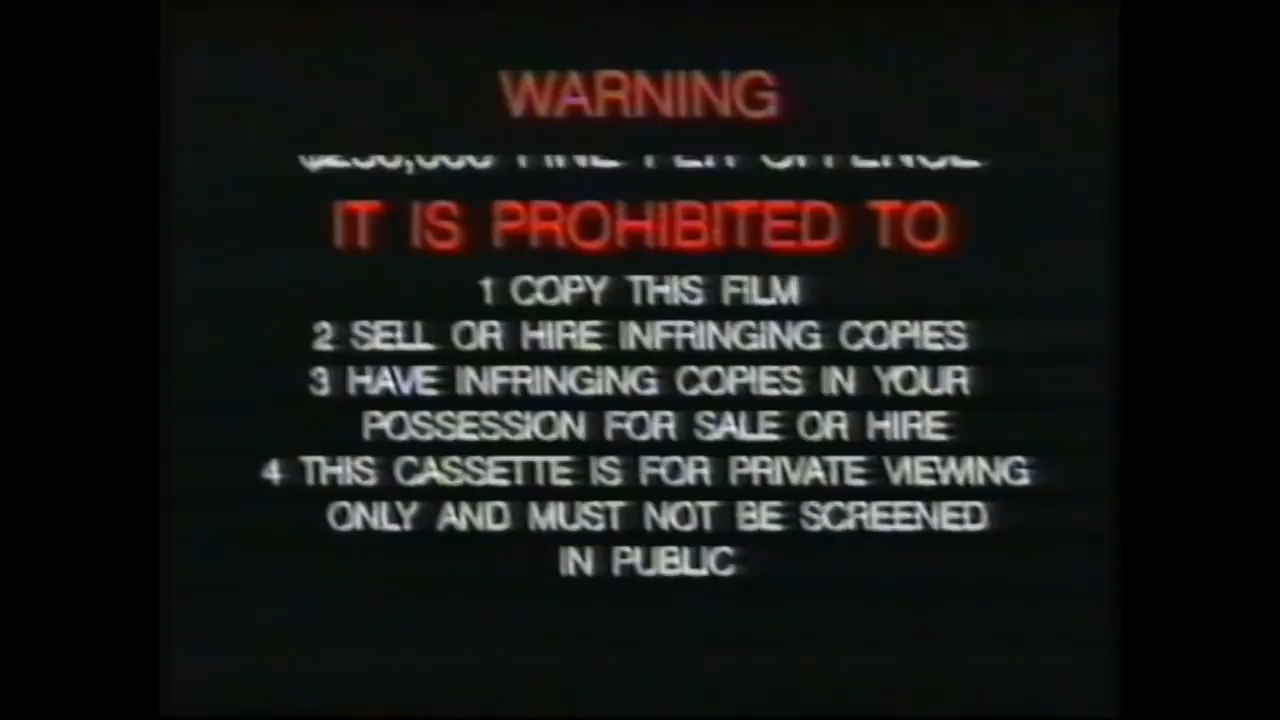 WARNING
IT IS PROHIBITED TO
1 COPY THIS FILM
2 SELL OR HIRE INFRINGING COPIES
3 HAVE INFRINGING COPIES IN YOUR
POSSESSION FOR SALE OR HIRE
4 THIS CASSETTE IS FOR PRIVATE VIEWING
ONLY AND MUST NOT BE SCREENED
IN PUBLIC